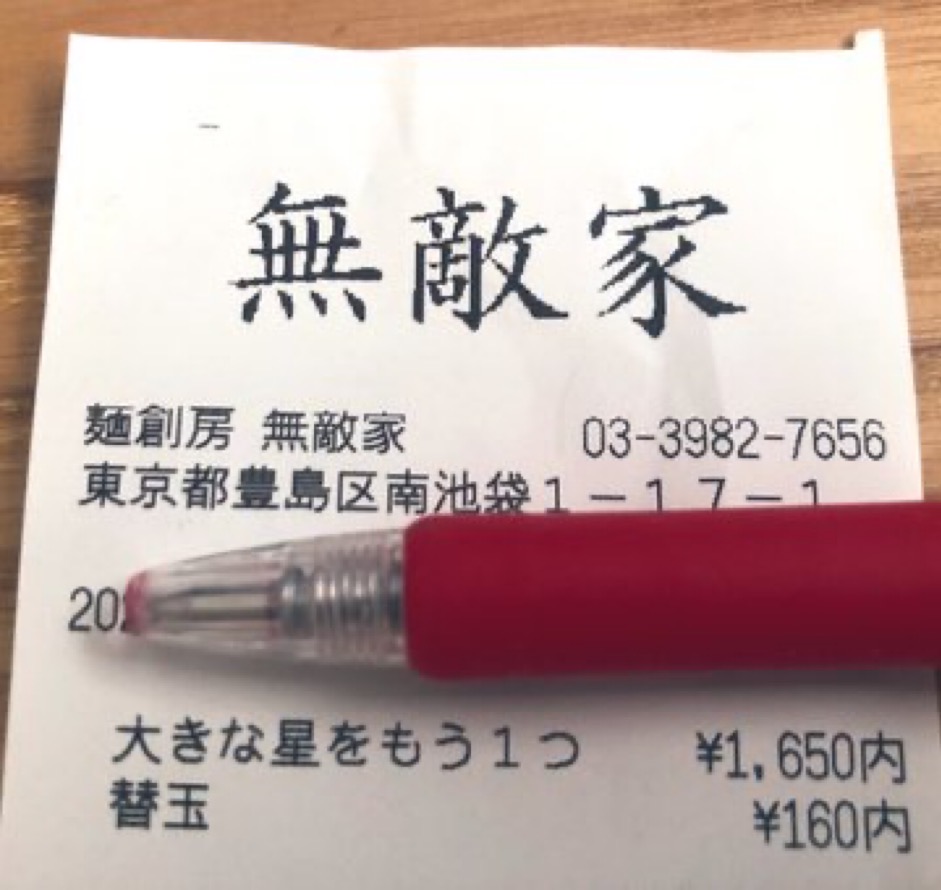 無敵家
麺創房 無敵家 03-3982-7656
東京都豊島区南池袋1-17-1
大きな星をもう1つ ¥1,650内
替玉 ¥160内